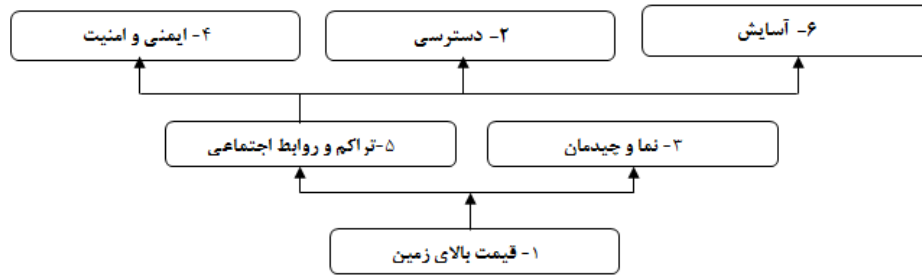 ۶- آسایش
۲- دسترسی
۴- ایمنی و امنیت
۳- نما و چیدمان
۵-تراکم و روابط اجتماعی
۱- قیمت بالای زمین